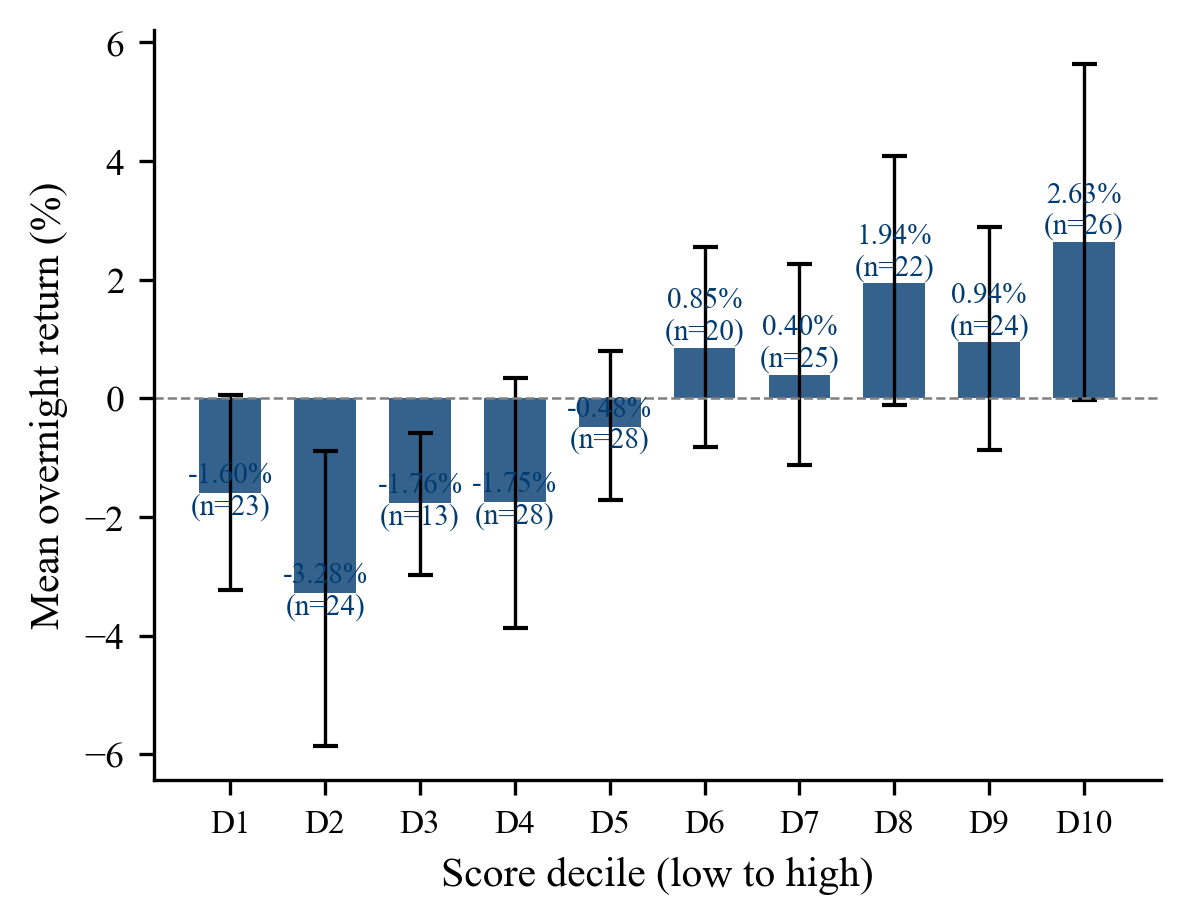 6
4
2
0
−2
−4
−6
Mean overnight return (%)
-1.60%
(n=23)
-3.28%
(n=24)
-1.76%
(n=13)
-1.75%
(n=28)
-0.48%
(n=28)
0.85%
(n=20)
0.40%
(n=25)
1.94%
(n=22)
0.94%
(n=24)
2.63%
(n=26)
D1 D2 D3 D4 D5 D6 D7 D8 D9 D10
Score decile (low to high)